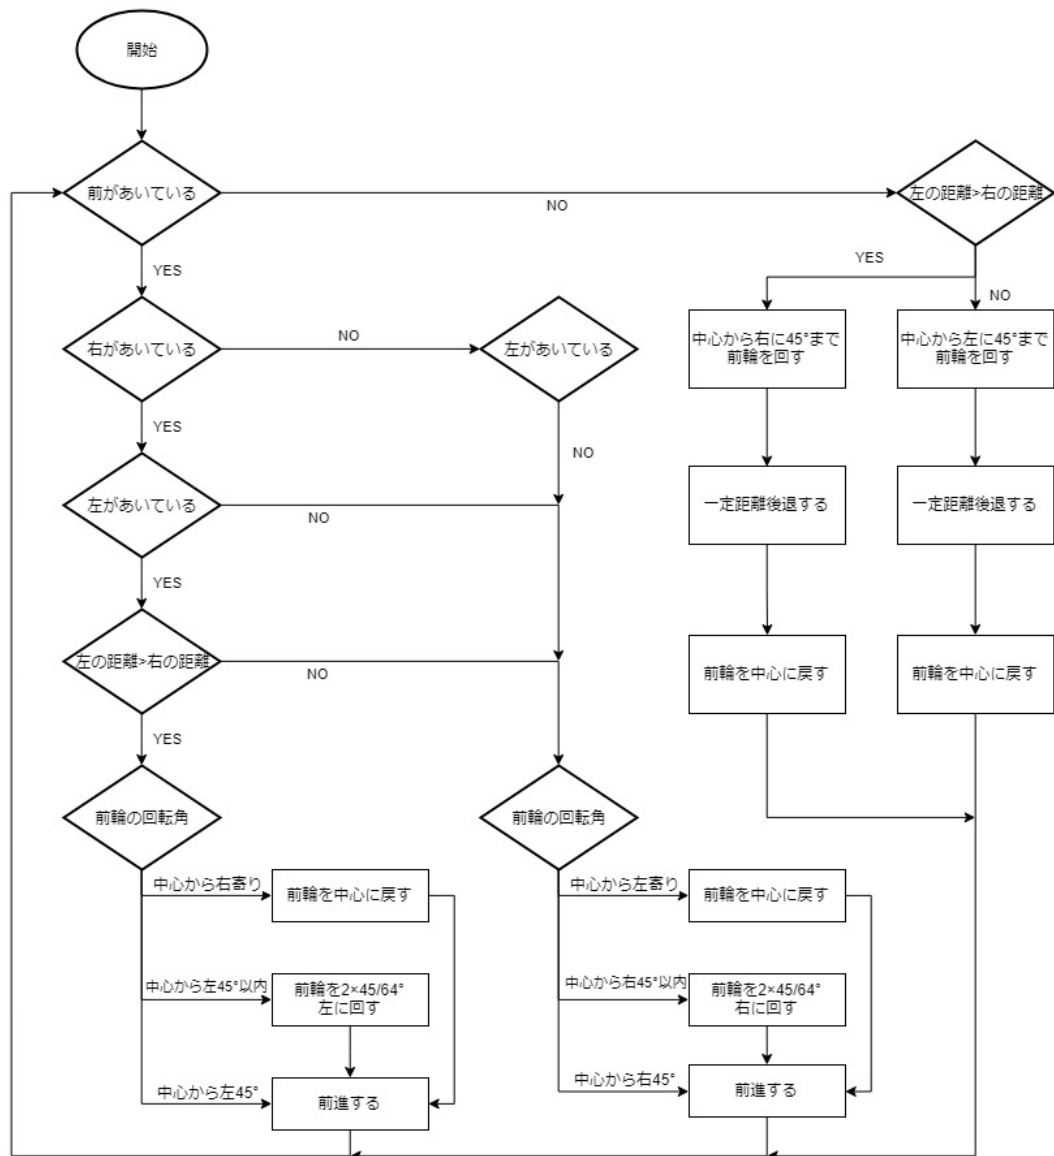 開始
前があいている
NO
左の距離>右の距離
YES
YES
NO
右があいている
NO
左があいている
中心から右に45°まで
前輪を回す
中心から左に45°まで
前輪を回す
YES
NO
左があいている
NO
一定距離後退する
一定距離後退する
YES
左の距離>右の距離
NO
前輪を中心に戻す
前輪を中心に戻す
YES
前輪の回転角
前輪の回転角
中心から右寄り
前輪を中心に戻す
中心から左寄り
前輪を中心に戻す
中心から左45°以内
前輪を2×45/64°
左に回す
中心から右45°以内
前輪を2×45/64°
右に回す
中心から左45°
前進する
中心から右45°
前進する